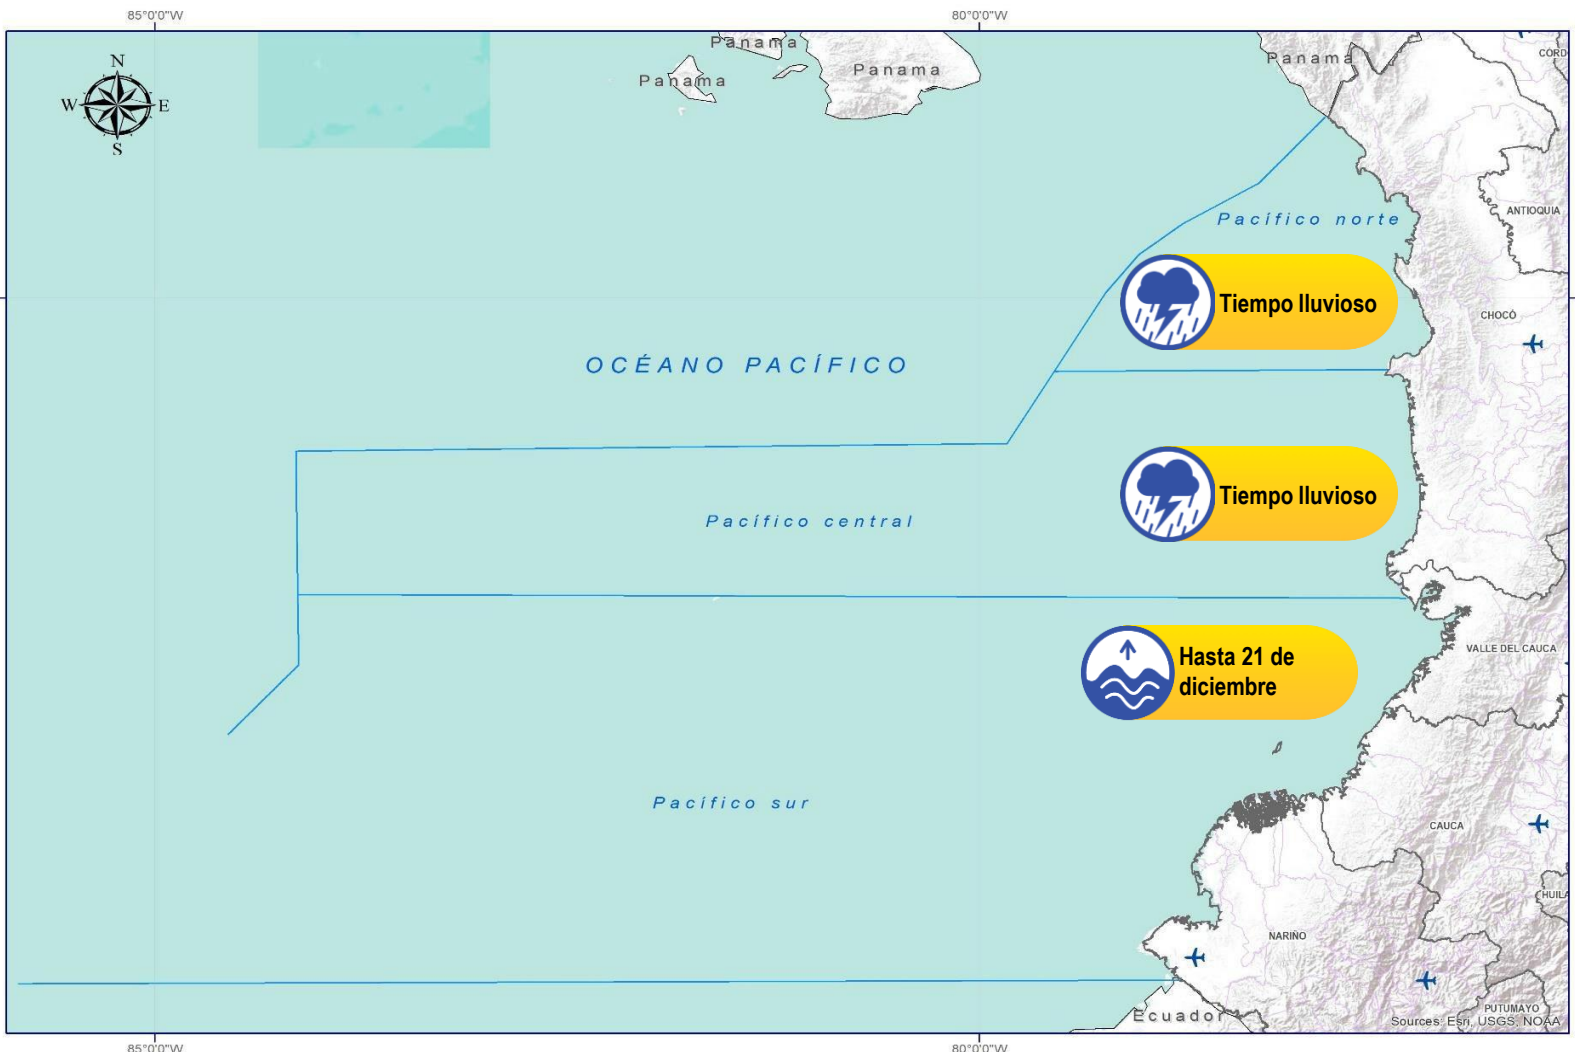 85°0'0"W
80°0'0"W
N
W
E
S
Panama
Panama
Panama
Panama
CORD
ANTIOQUIA
Pacífico norte
Tiempo lluvioso
CHOCÓ
OCÉANO PACÍFICO
Tiempo lluvioso
Pacífico central
Hasta 21 de
diciembre
VALLE DEL CAUCA
Pacífico sur
CAUCA
HUILA
NARIÑO
PUTUMAYO
Ecuador
Sources: Esri, USGS, NOAA
85°0'0"W
80°0'0"W